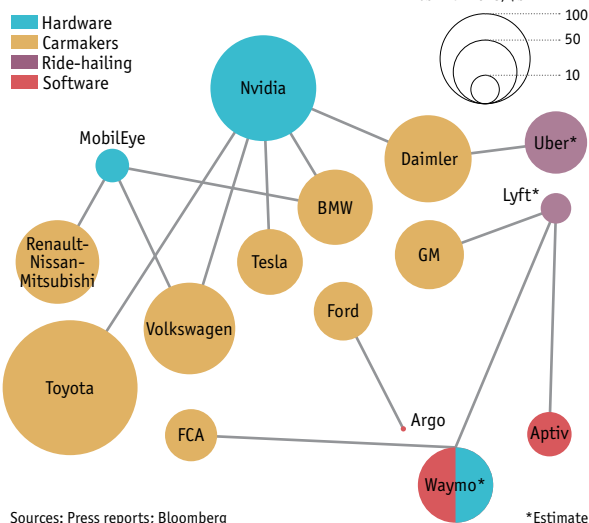 Hardware
Carmakers
Ride-hailing
Software
100
50
10
Nvidia
MobilEye
Daimler
Uber*
Lyft*
BMW
Renault-
Nissan-
Mitsubishi
Tesla
GM
Ford
Volkswagen
Toyota
Argo
FCA
Aptiv
Waymo*
Sources: Press reports; Bloomberg
*Estimate